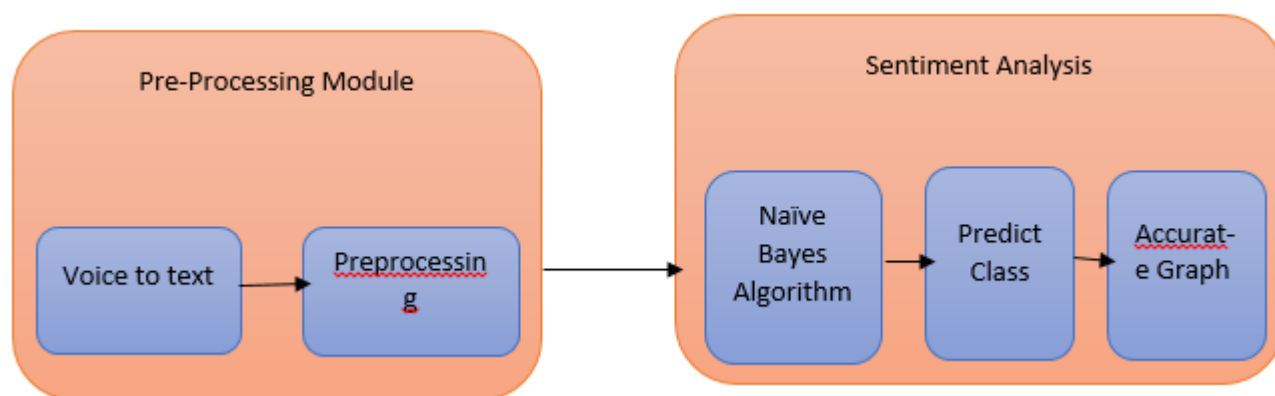 Pre-Processing Module
Voice to text
Preprocessin
g
Sentiment Analysis
Naïve
Bayes
Algorithm
Predict
Class
Accurat-
e Graph